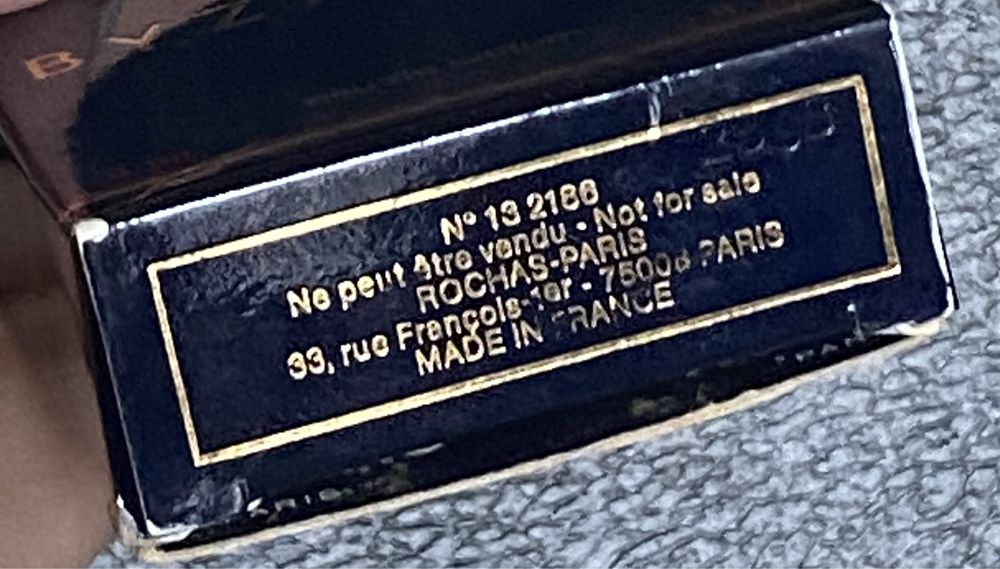 BY
N° 13 2186
Ne peut être vendu - Not for sale
ROCHAS-PARIS
33, rue François-1er - 75008 PARIS
MADE IN FRANCE